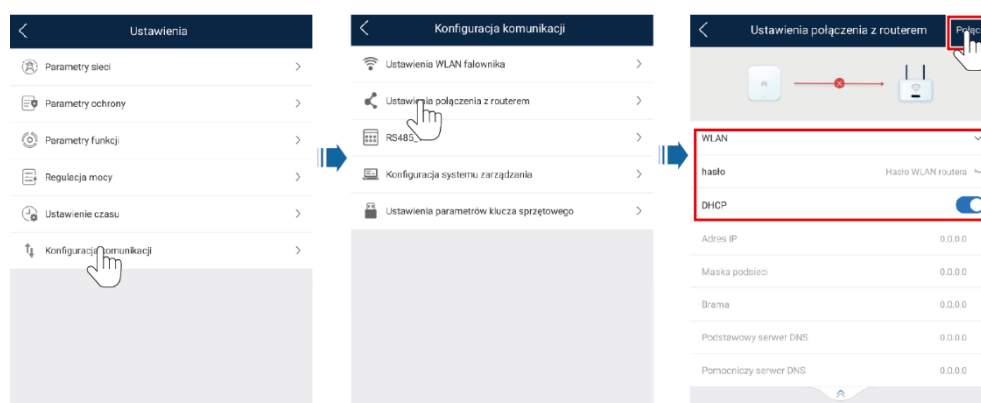 Ustawienia
Parametry sieci
Parametry ochrony
Parametry funkcji
Regulacja mocy
Ustawienie czasu
Konfiguracja komunikacji
Konfiguracja komunikacji
Ustawienia WLAN falownika
Ustawienia połączenia z routerem
RS485_
Konfiguracja systemu zarządzania
Ustawienia parametrów klucza sprzętowego
Ustawienia połączenia z routerem
WLAN
hasło Hasło WLAN routera
DHCP
Adres IP 0.0.0.0
Maska podsieci 0.0.0.0
Brama 0.0.0.0
Podstawowy serwer DNS 0.0.0.0
Pomocniczy serwer DNS 0.0.0.0